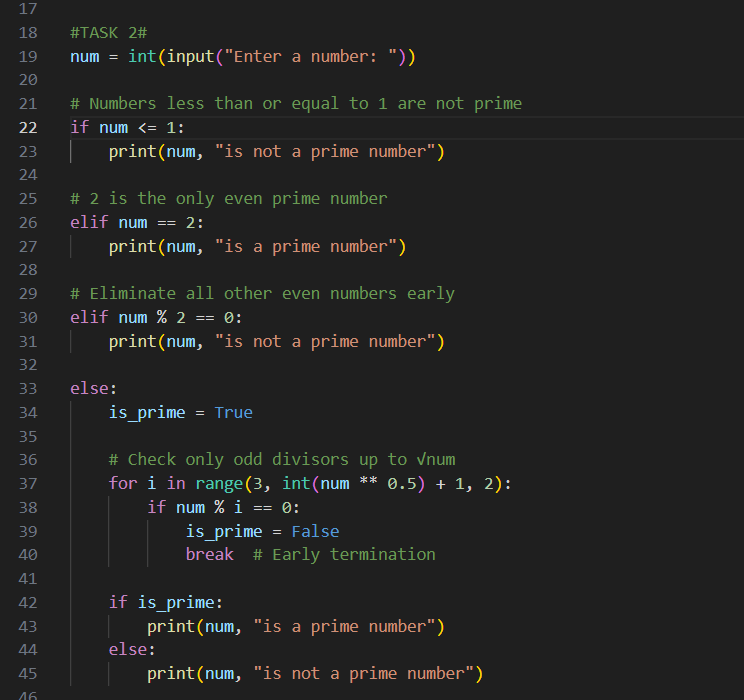 17
18 #TASK 2#
19 num = int(input("Enter a number: "))
20
21 # Numbers less than or equal to 1 are not prime
22 if num <= 1:
23     print(num, "is not a prime number")
24
25 # 2 is the only even prime number
26 elif num == 2:
27     print(num, "is a prime number")
28
29 # Eliminate all other even numbers early
30 elif num % 2 == 0:
31     print(num, "is not a prime number")
32
33 else:
34     is_prime = True
35
36     # Check only odd divisors up to √num
37     for i in range(3, int(num ** 0.5) + 1, 2):
38         if num % i == 0:
39             is_prime = False
40             break  # Early termination
41
42     if is_prime:
43         print(num, "is a prime number")
44     else:
45         print(num, "is not a prime number")
46